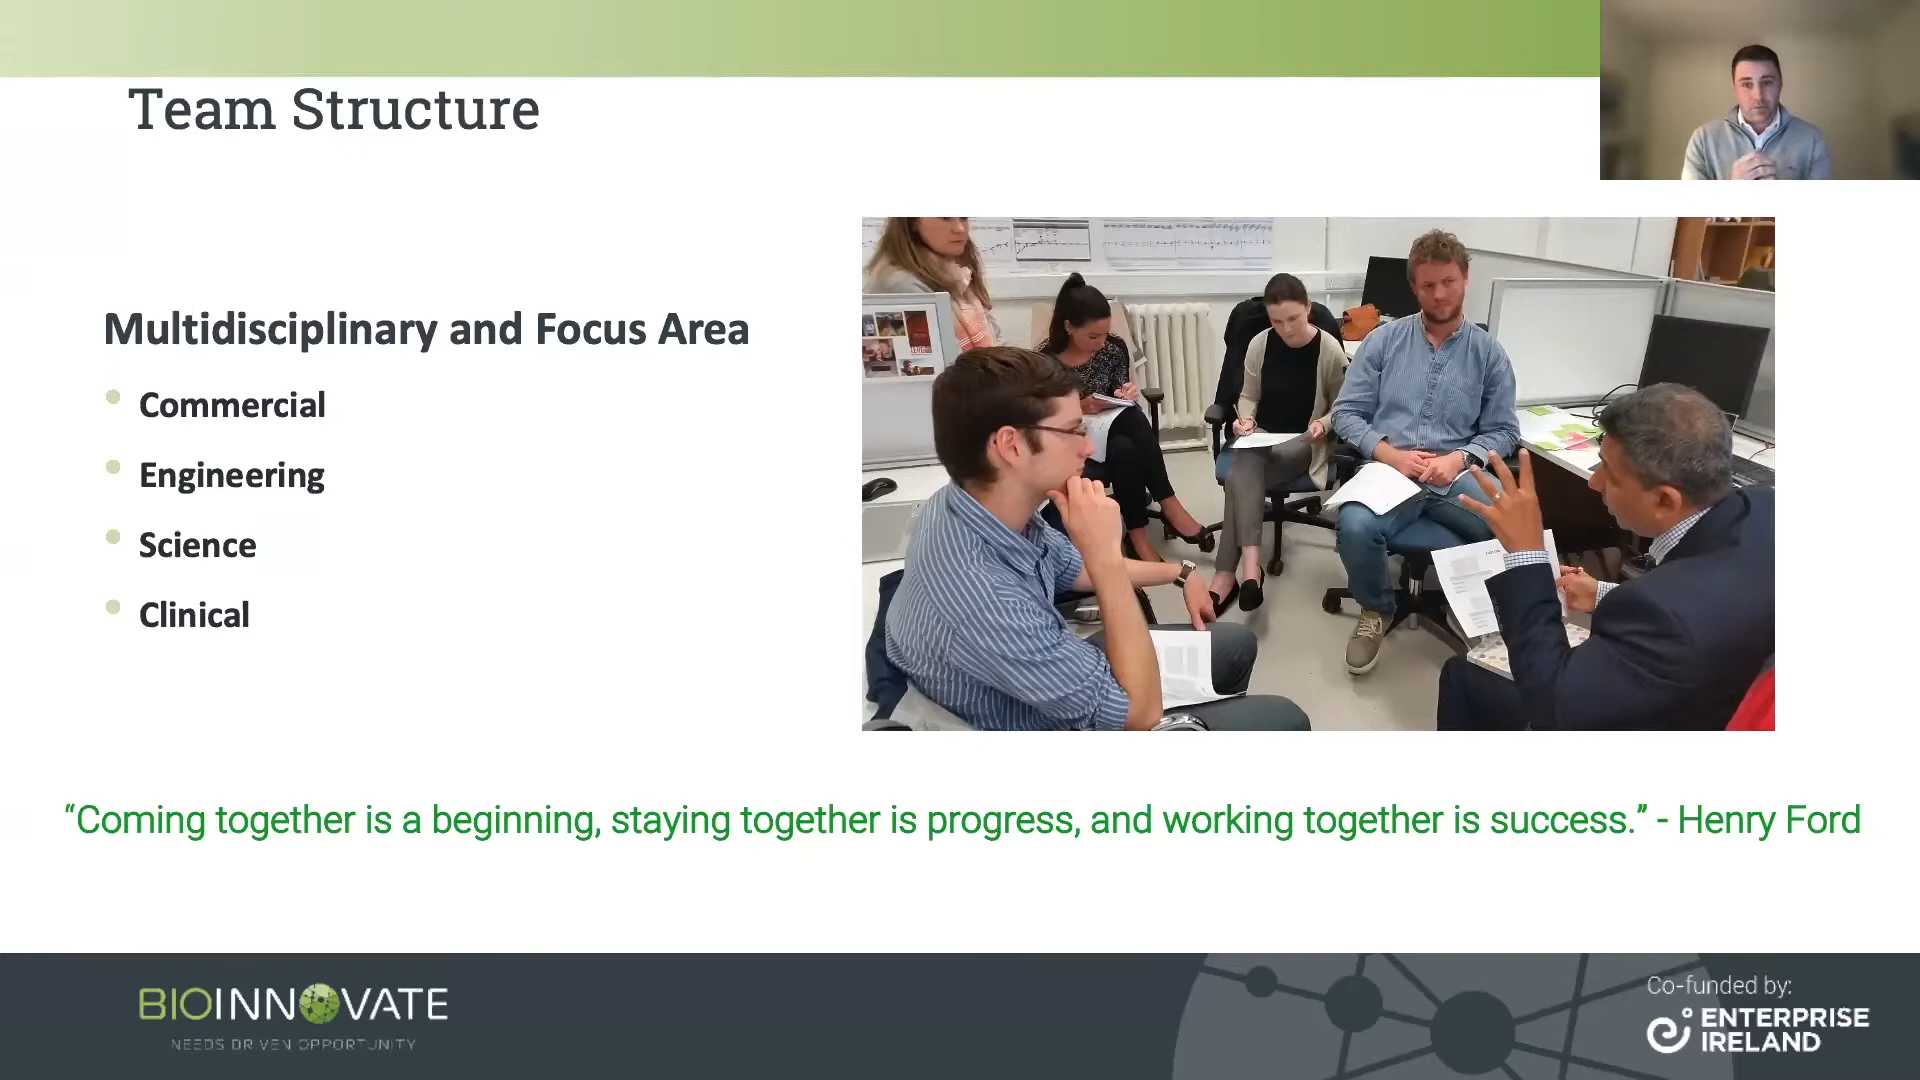 Team Structure
Multidisciplinary and Focus Area
Commercial
Engineering
Science
Clinical
“Coming together is a beginning, staying together is progress, and working together is success.” - Henry Ford
BIOINNOVATE
NEEDS DRIVEN OPPORTUNITY
Co-funded by:
ENTERPRISE
IRELAND